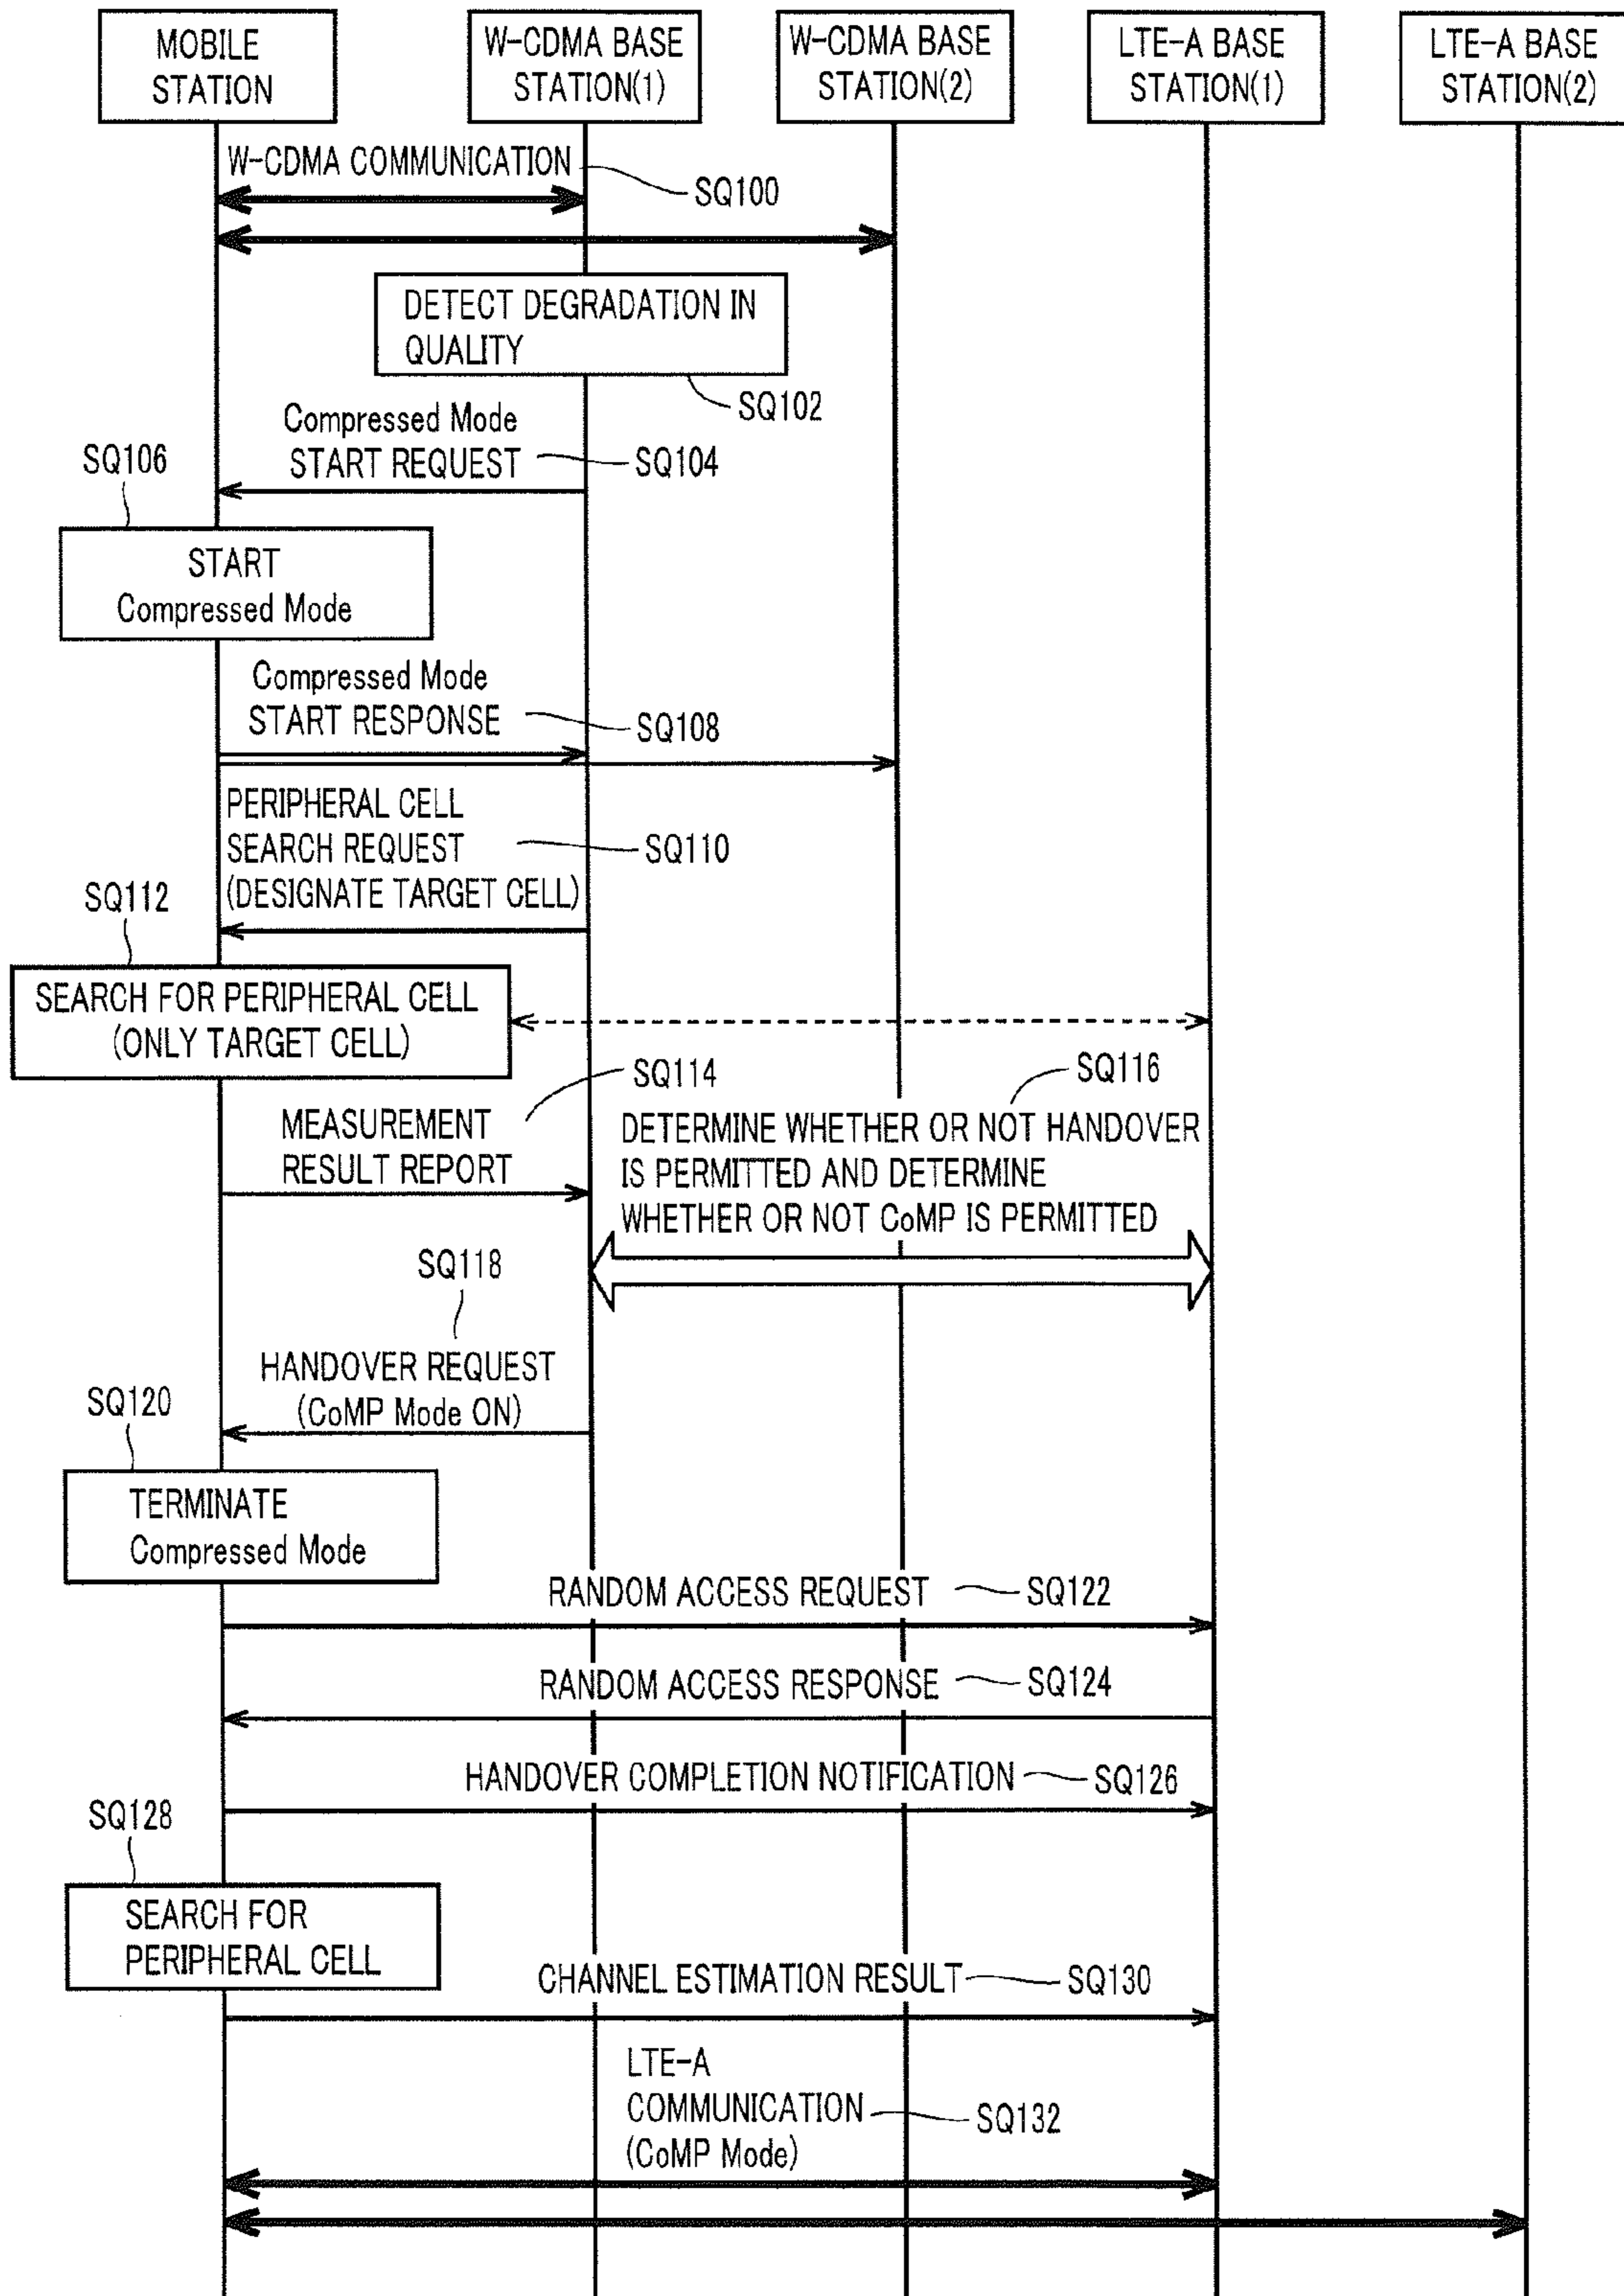 MOBILE
STATION
W-CDMA BASE
STATION(1)
W-CDMA BASE
STATION(2)
LTE-A BASE
STATION(1)
LTE-A BASE
STATION(2)
W-CDMA COMMUNICATION
SQ100
DETECT DEGRADATION IN
QUALITY
SQ102
Compressed Mode
START REQUEST
SQ104
SQ106
START
Compressed Mode
Compressed Mode
START RESPONSE
SQ108
PERIPHERAL CELL
SEARCH REQUEST
(DESIGNATE TARGET CELL)
SQ110
SQ112
SEARCH FOR PERIPHERAL CELL
(ONLY TARGET CELL)
SQ114
MEASUREMENT
RESULT REPORT
SQ116
DETERMINE WHETHER OR NOT HANDOVER
IS PERMITTED AND DETERMINE
WHETHER OR NOT CoMP IS PERMITTED
SQ118
HANDOVER REQUEST
(CoMP Mode ON)
SQ120
TERMINATE
Compressed Mode
RANDOM ACCESS REQUEST
SQ122
RANDOM ACCESS RESPONSE
SQ124
HANDOVER COMPLETION NOTIFICATION
SQ126
SQ128
SEARCH FOR
PERIPHERAL CELL
CHANNEL ESTIMATION RESULT
SQ130
LTE-A
COMMUNICATION
(CoMP Mode)
SQ132